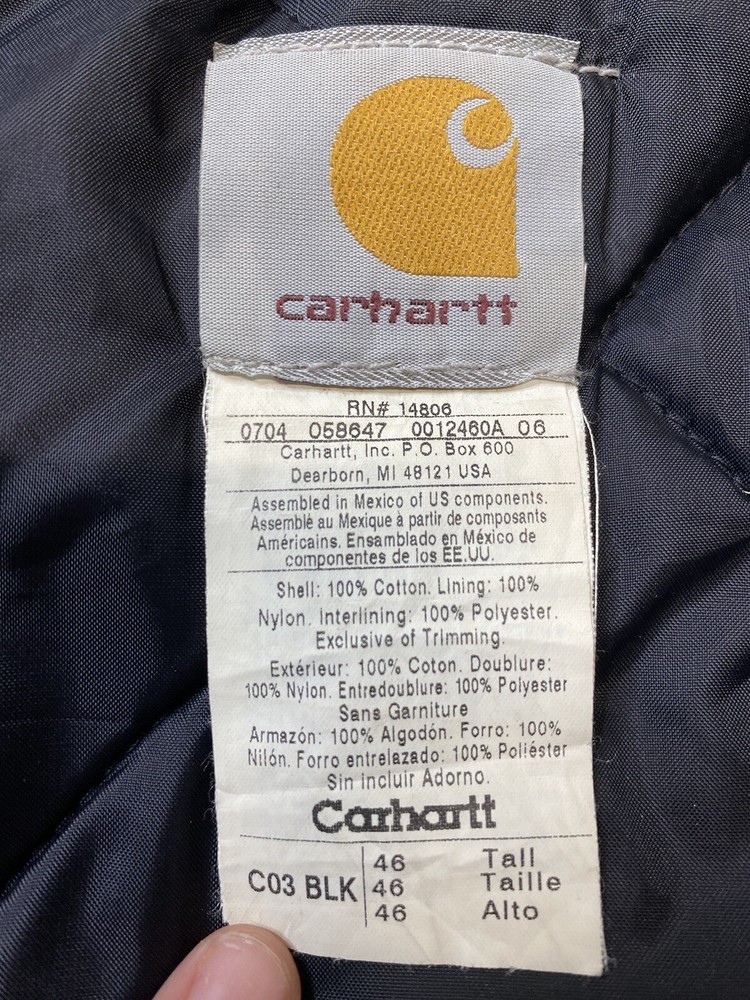 carhartt
RN# 14806
0704 058647 0012460A 06
Carhartt, Inc. P.O. Box 600
Dearborn, MI 48121 USA
Assembled in Mexico of US components.
Assemblé au Mexique à partir de composants
Américains. Ensamblado en México de
componentes de los EE.UU.
Shell: 100% Cotton. Lining: 100%
Nylon. Interlining: 100% Polyester.
Exclusive of Trimming.
Extérieur: 100% Coton. Doublure:
100% Nylon. Entredoublure: 100% Polyester
Sans Garniture
Armazón: 100% Algodón. Forro: 100%
Nilón. Forro entrelazado: 100% Poliéster
Sin incluir Adorno.
Carhartt
C03 BLK
46 Tall
46 Taille
46 Alto